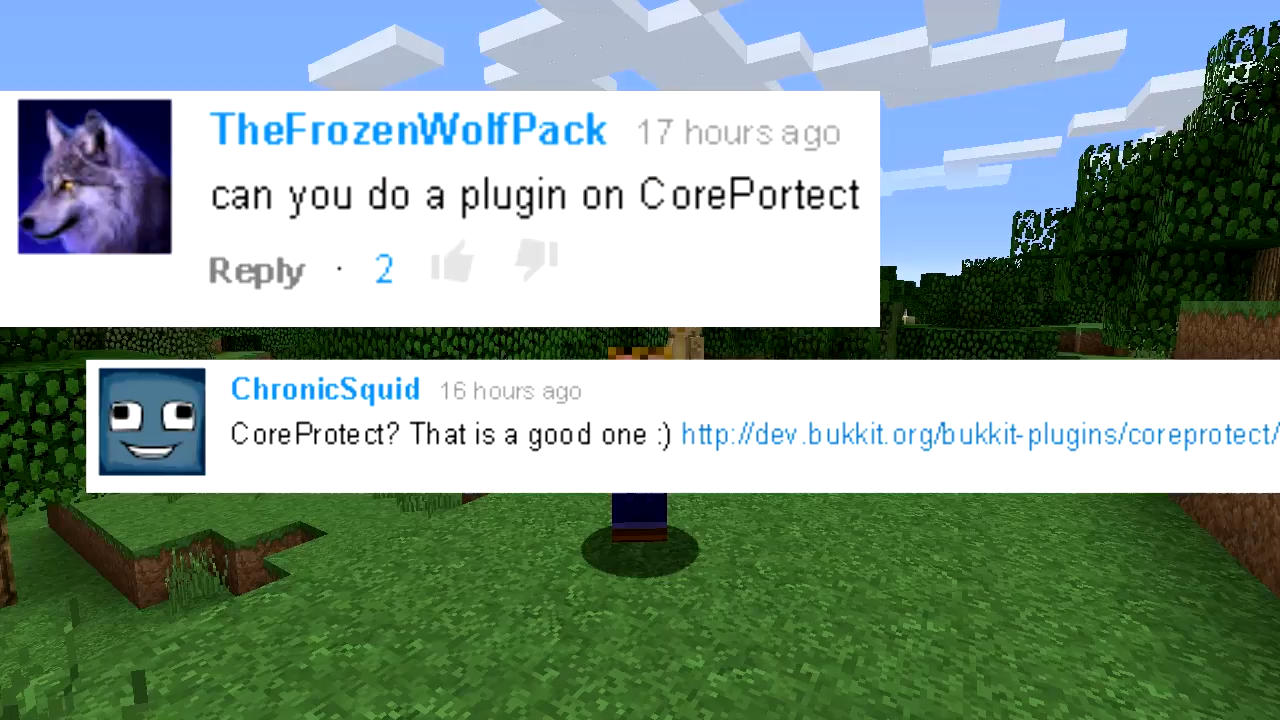 TheFrozenWolfPack 17 hours ago
can you do a plugin on CorePortect
Reply · 2
ChronicSquid 16 hours ago
CoreProtect? That is a good one :) http://dev.bukkit.org/bukkit-plugins/coreprotect/